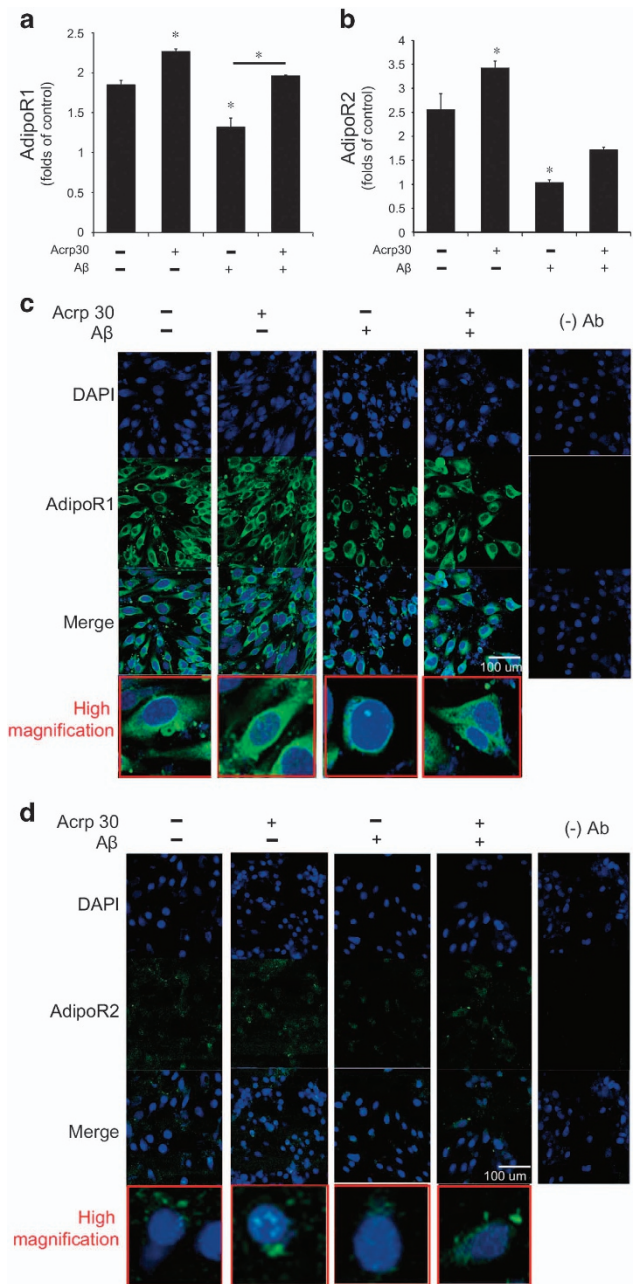 a
b
AdipoR1
(folds of control)
2.5
2
1.5
1
0.5
0
*
*
*
Acrp30 − + − +
Aβ − − + +
AdipoR2
(folds of control)
4
3.5
3
2.5
2
1.5
1
0.5
0
*
*
Acrp30 − + − +
Aβ − − + +
c
Acrp 30 − + − +
Aβ − − + +
(-) Ab
DAPI
AdipoR1
Merge
100 um
High
magnification
d
Acrp 30 − + − +
Aβ − − + +
(-) Ab
DAPI
AdipoR2
Merge
100 um
High
magnification